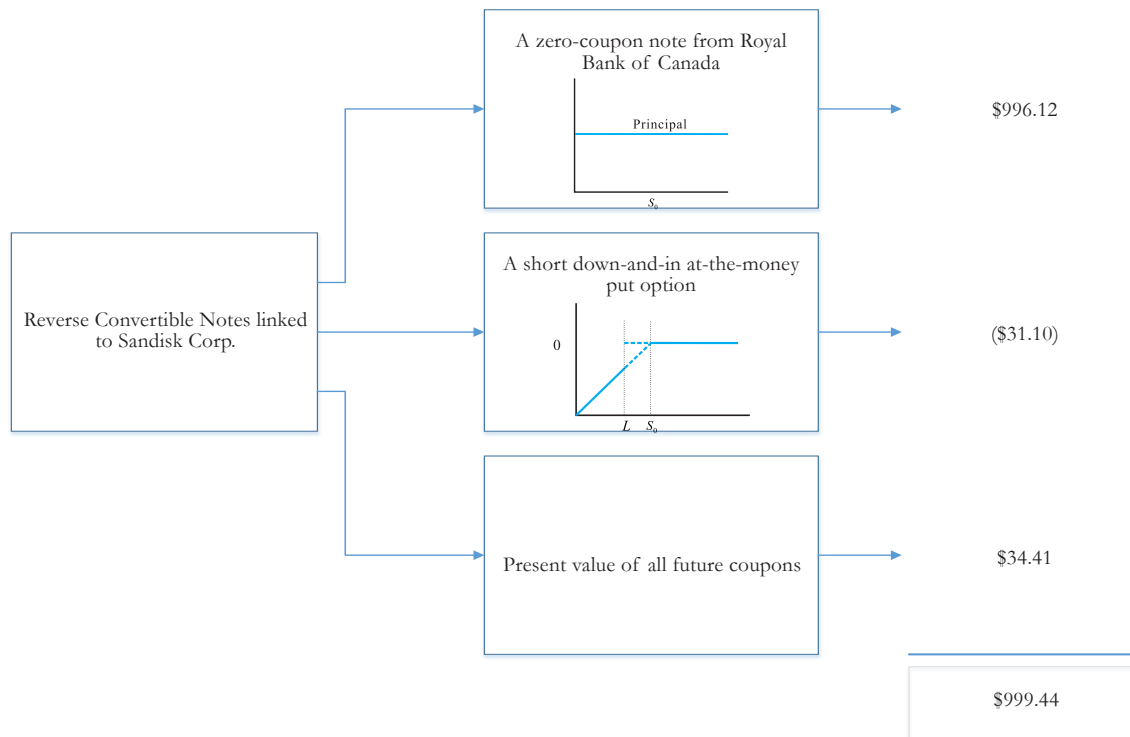 A zero-coupon note from Royal
Bank of Canada
Principal
S₀
$996.12
Reverse Convertible Notes linked
to Sandisk Corp.
A short down-and-in at-the-money
put option
0
L S₀
($31.10)
Present value of all future coupons
$34.41
$999.44